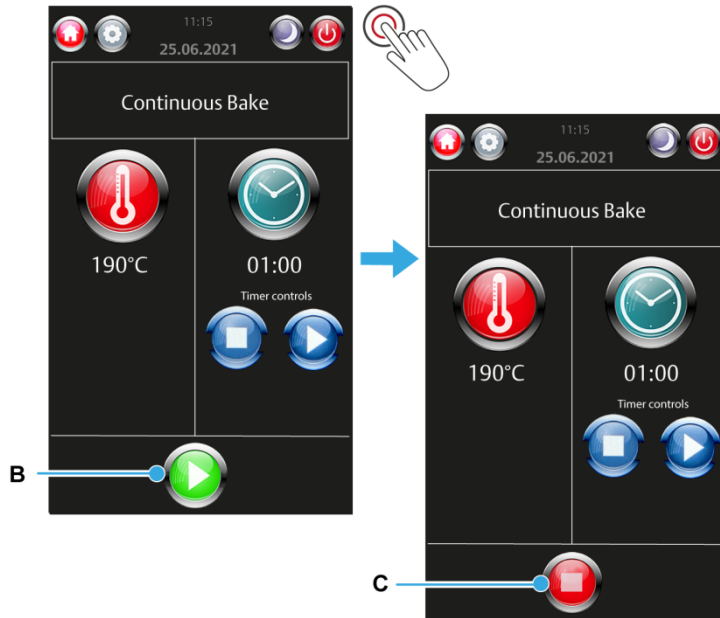 11:15
25.06.2021
Continuous Bake
190°C
01:00
Timer controls
B
11:15
25.06.2021
Continuous Bake
190°C
01:00
Timer controls
C